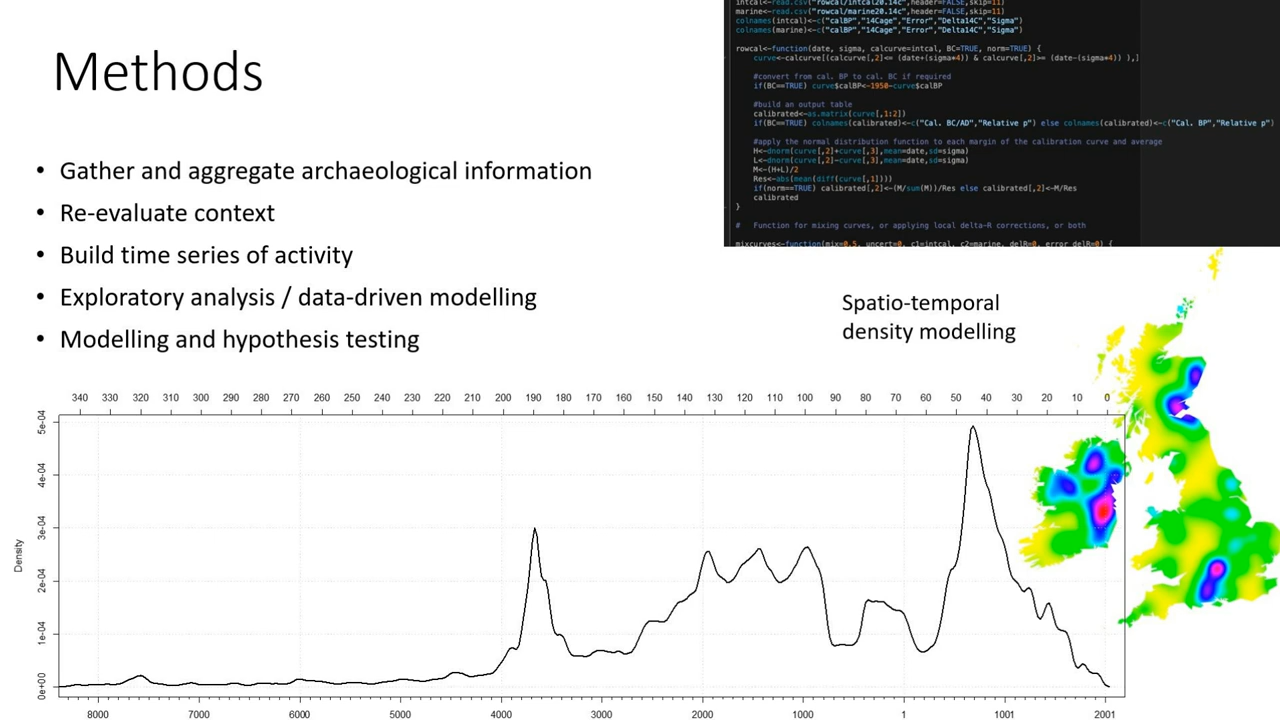 Methods
• Gather and aggregate archaeological information
• Re-evaluate context
• Build time series of activity
• Exploratory analysis / data-driven modelling
• Modelling and hypothesis testing
intcal<-read.csv("rowcal/intcal20.14c",header=FALSE,skip=11)
marine<-read.csv("rowcal/marine20.14c",header=FALSE,skip=11)
colnames(intcal)<-c("calBP","14Cage","Error","Delta14C","Sigma")
colnames(marine)<-c("calBP","14Cage","Error","Delta14C","Sigma")
rowcal<-function(date, sigma, calcurve=intcal, BC=TRUE, norm=TRUE) {
curve<-calcurve[(calcurve[,2]<= (date+(sigma*4)) & calcurve[,2]>= (date-(sigma*4)) ),]
#convert from cal. BP to cal. BC if required
if(BC==TRUE) curve$calBP<-1950-curve$calBP
#build an output table
calibrated<-as.matrix(curve[,1:2])
if(BC==TRUE) colnames(calibrated)<-c("Cal. BC/AD","Relative p") else colnames(calibrated)<-c("Cal. BP","Relative p")
#apply the normal distribution function to each margin of the calibration curve and average
H<-dnorm(curve[,2]+curve[,3],mean=date,sd=sigma)
L<-dnorm(curve[,2]-curve[,3],mean=date,sd=sigma)
M<-(H+L)/2
Res<-abs(mean(diff(curve[,1])))
if(norm==TRUE) calibrated[,2]<-(M/sum(M))/Res else calibrated[,2]<-M/Res
calibrated
}
# Function for mixing curves, or applying local delta-R corrections, or both
mixcurves<-function(mix=0.5, uncert=0, c1=intcal, c2=marine, delR=0, error_delR=0) {
Spatio-temporal
density modelling
340 330 320 310 300 290 280 270 260 250 240 230 220 210 200 190 180 170 160 150 140 130 120 110 100 90 80 70 60 50 40 30 20 10 0
5e-04
4e-04
3e-04
2e-04
1e-04
0e+00
Density
8000 7000 6000 5000 4000 3000 2000 1000 1 1001 2001